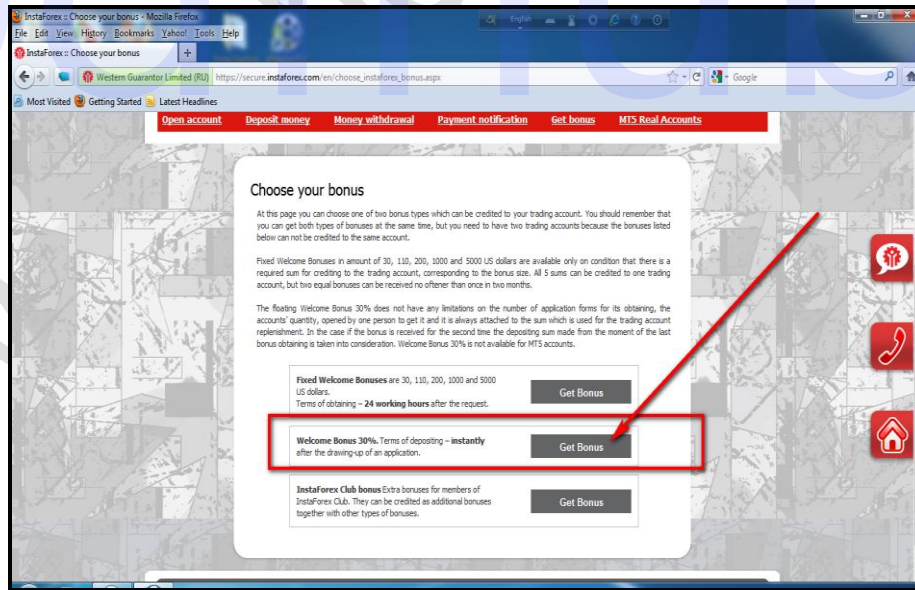 InstaForex :: Choose your bonus - Mozilla Firefox
English
File Edit View History Bookmarks Yahoo! Tools Help
InstaForex :: Choose your bonus
Western Guarantor Limited (RU) https://secure.instaforex.com/en/choose_instaforex_bonus.aspx Google
Most Visited Getting Started Latest Headlines
Open account Deposit money Money withdrawal Payment notification Get bonus MT5 Real Accounts
Choose your bonus
At this page you can choose one of two bonus types which can be credited to your trading account. You should remember that
you can get both types of bonuses at the same time, but you need to have two trading accounts because the bonuses listed
below can not be credited to the same account.
Fixed Welcome Bonuses in amount of 30, 110, 200, 1000 and 5000 US dollars are available only on condition that there is a
required sum for crediting to the trading account, corresponding to the bonus size. All 5 sums can be credited to one trading
account, but two equal bonuses can be received no oftener than once in two months.
The floating Welcome Bonus 30% does not have any limitations on the number of application forms for its obtaining, the
accounts' quantity, opened by one person to get it and it is always attached to the sum which is used for the trading account
replenishment. In the case if the bonus is received for the second time the depositing sum made from the moment of the last
bonus obtaining is taken into consideration. Welcome Bonus 30% is not available for MT5 accounts.
Fixed Welcome Bonuses are 30, 110, 200, 1000 and 5000
US dollars.
Terms of obtaining – 24 working hours after the request.
Get Bonus
Welcome Bonus 30%. Terms of depositing – instantly
after the drawing-up of an application.
Get Bonus
InstaForex Club bonus Extra bonuses for members of
InstaForex Club. They can be credited as additional bonuses
together with other types of bonuses.
Get Bonus